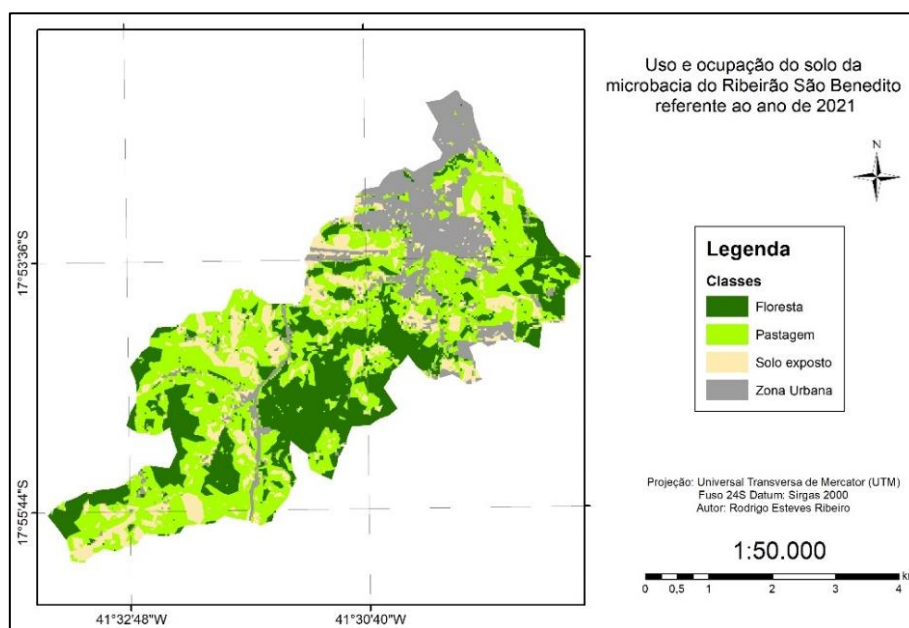 Uso e ocupação do solo da
microbacia do Ribeirão São Benedito
referente ao ano de 2021
N
17°53'36"S
17°55'44"S
41°32'48"W
41°30'40"W
Legenda
Classes
Floresta
Pastagem
Solo exposto
Zona Urbana
Projeção: Universal Transversa de Mercator (UTM)
Fuso 24S Datum: Sirgas 2000
Autor: Rodrigo Esteves Ribeiro
1:50.000
km
0 0,5 1 2 3 4